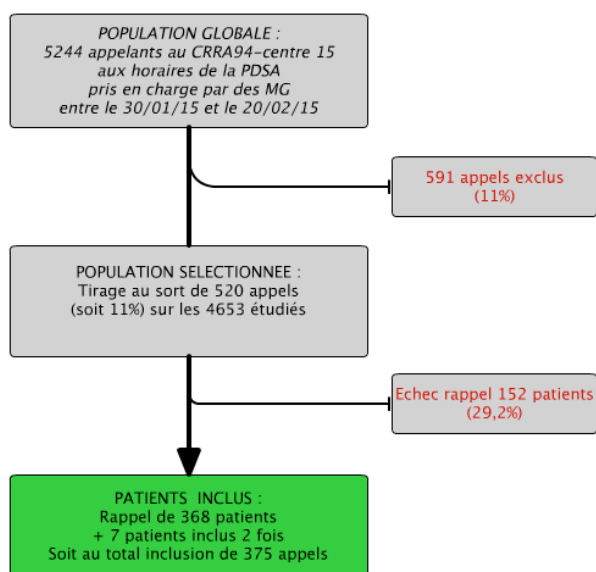 POPULATION GLOBALE :
5244 appelants au CRRA94-centre 15
aux horaires de la PDSA
pris en charge par des MG
entre le 30/01/15 et le 20/02/15
591 appels exclus
(11%)
POPULATION SELECTIONNEE :
Tirage au sort de 520 appels
(soit 11%) sur les 4653 étudiés
Echec rappel 152 patients
(29,2%)
PATIENTS INCLUS :
Rappel de 368 patients
+ 7 patients inclus 2 fois
Soit au total inclusion de 375 appels